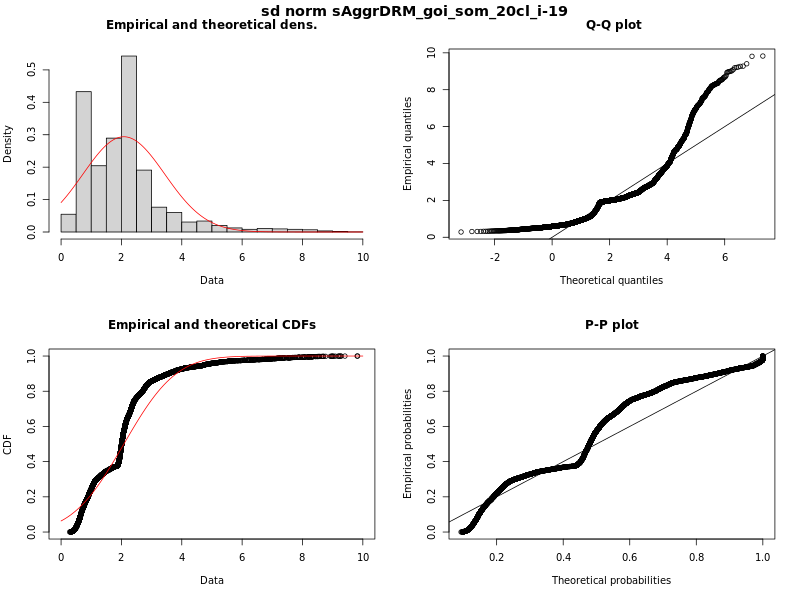 sd norm sAggrDRM_goi_som_20cl_i-19
Empirical and theoretical dens.
Density
0.0 0.1 0.2 0.3 0.4 0.5
0 2 4 6 8 10
Data
Q-Q plot
Empirical quantiles
0 2 4 6 8 10
-2 0 2 4 6
Theoretical quantiles
Empirical and theoretical CDFs
CDF
0.0 0.2 0.4 0.6 0.8 1.0
0 2 4 6 8 10
Data
P-P plot
Empirical probabilities
0.0 0.2 0.4 0.6 0.8 1.0
0.2 0.4 0.6 0.8 1.0
Theoretical probabilities